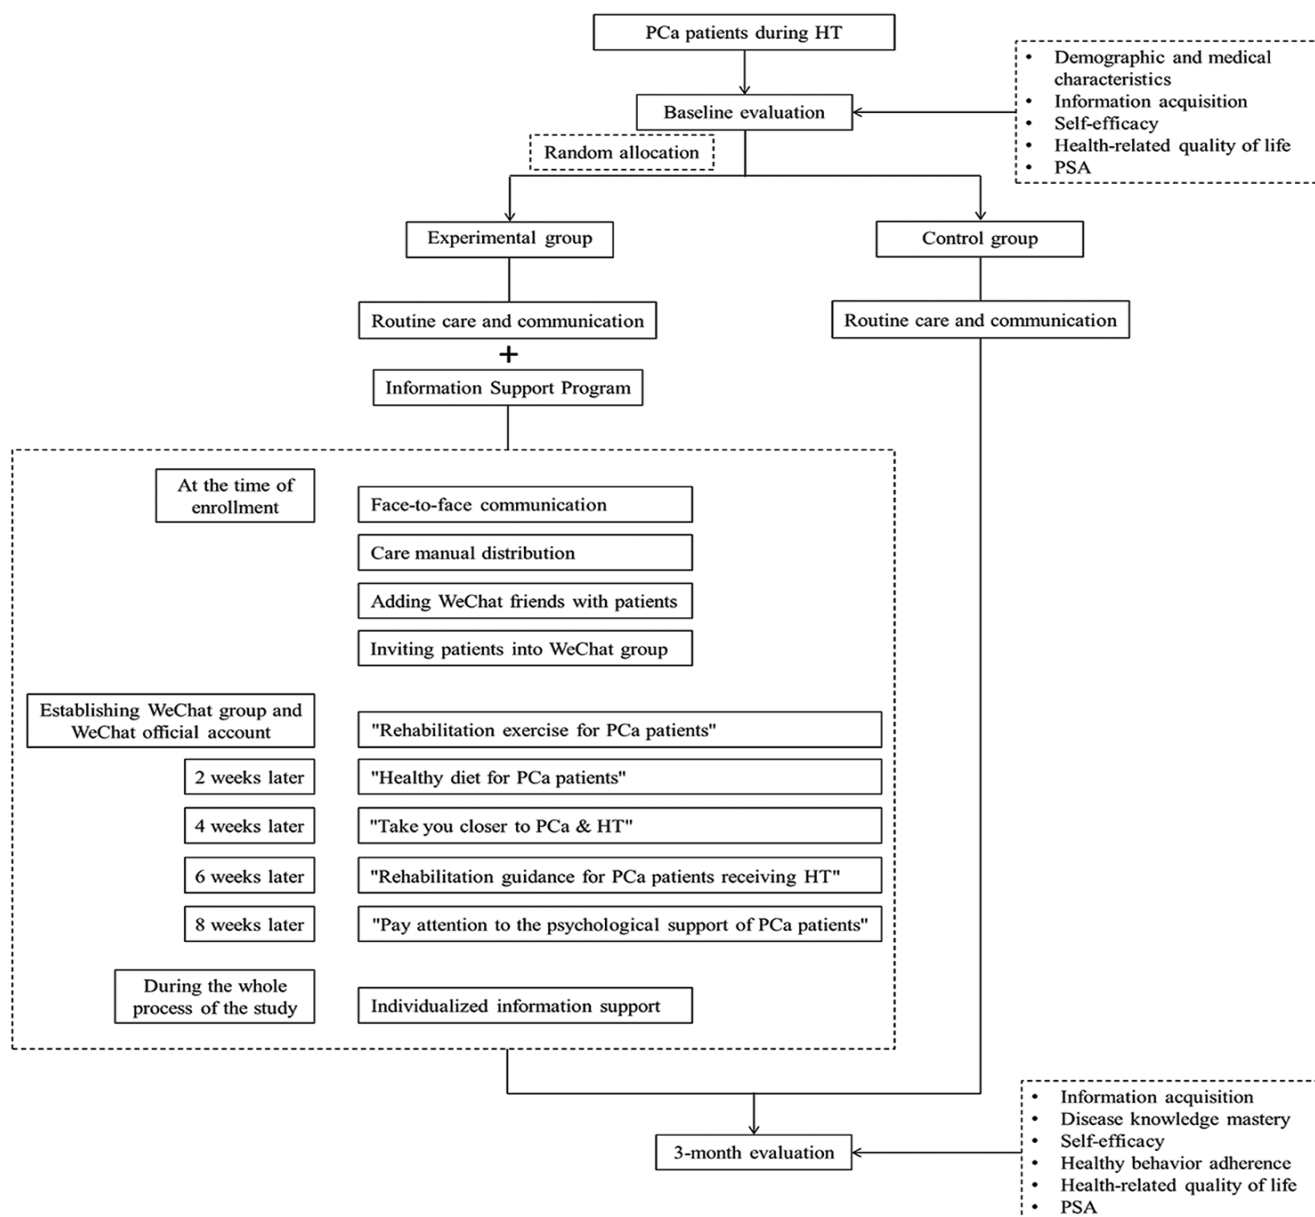 PCa patients during HT
• Demographic and medical
characteristics
• Information acquisition
• Self-efficacy
• Health-related quality of life
• PSA
Baseline evaluation
Random allocation
Experimental group
Control group
Routine care and communication
Routine care and communication
+
Information Support Program
At the time of
enrollment
Face-to-face communication
Care manual distribution
Adding WeChat friends with patients
Inviting patients into WeChat group
Establishing WeChat group and
WeChat official account
"Rehabilitation exercise for PCa patients"
2 weeks later
"Healthy diet for PCa patients"
4 weeks later
"Take you closer to PCa & HT"
6 weeks later
"Rehabilitation guidance for PCa patients receiving HT"
8 weeks later
"Pay attention to the psychological support of PCa patients"
During the whole
process of the study
Individualized information support
3-month evaluation
• Information acquisition
• Disease knowledge mastery
• Self-efficacy
• Healthy behavior adherence
• Health-related quality of life
• PSA